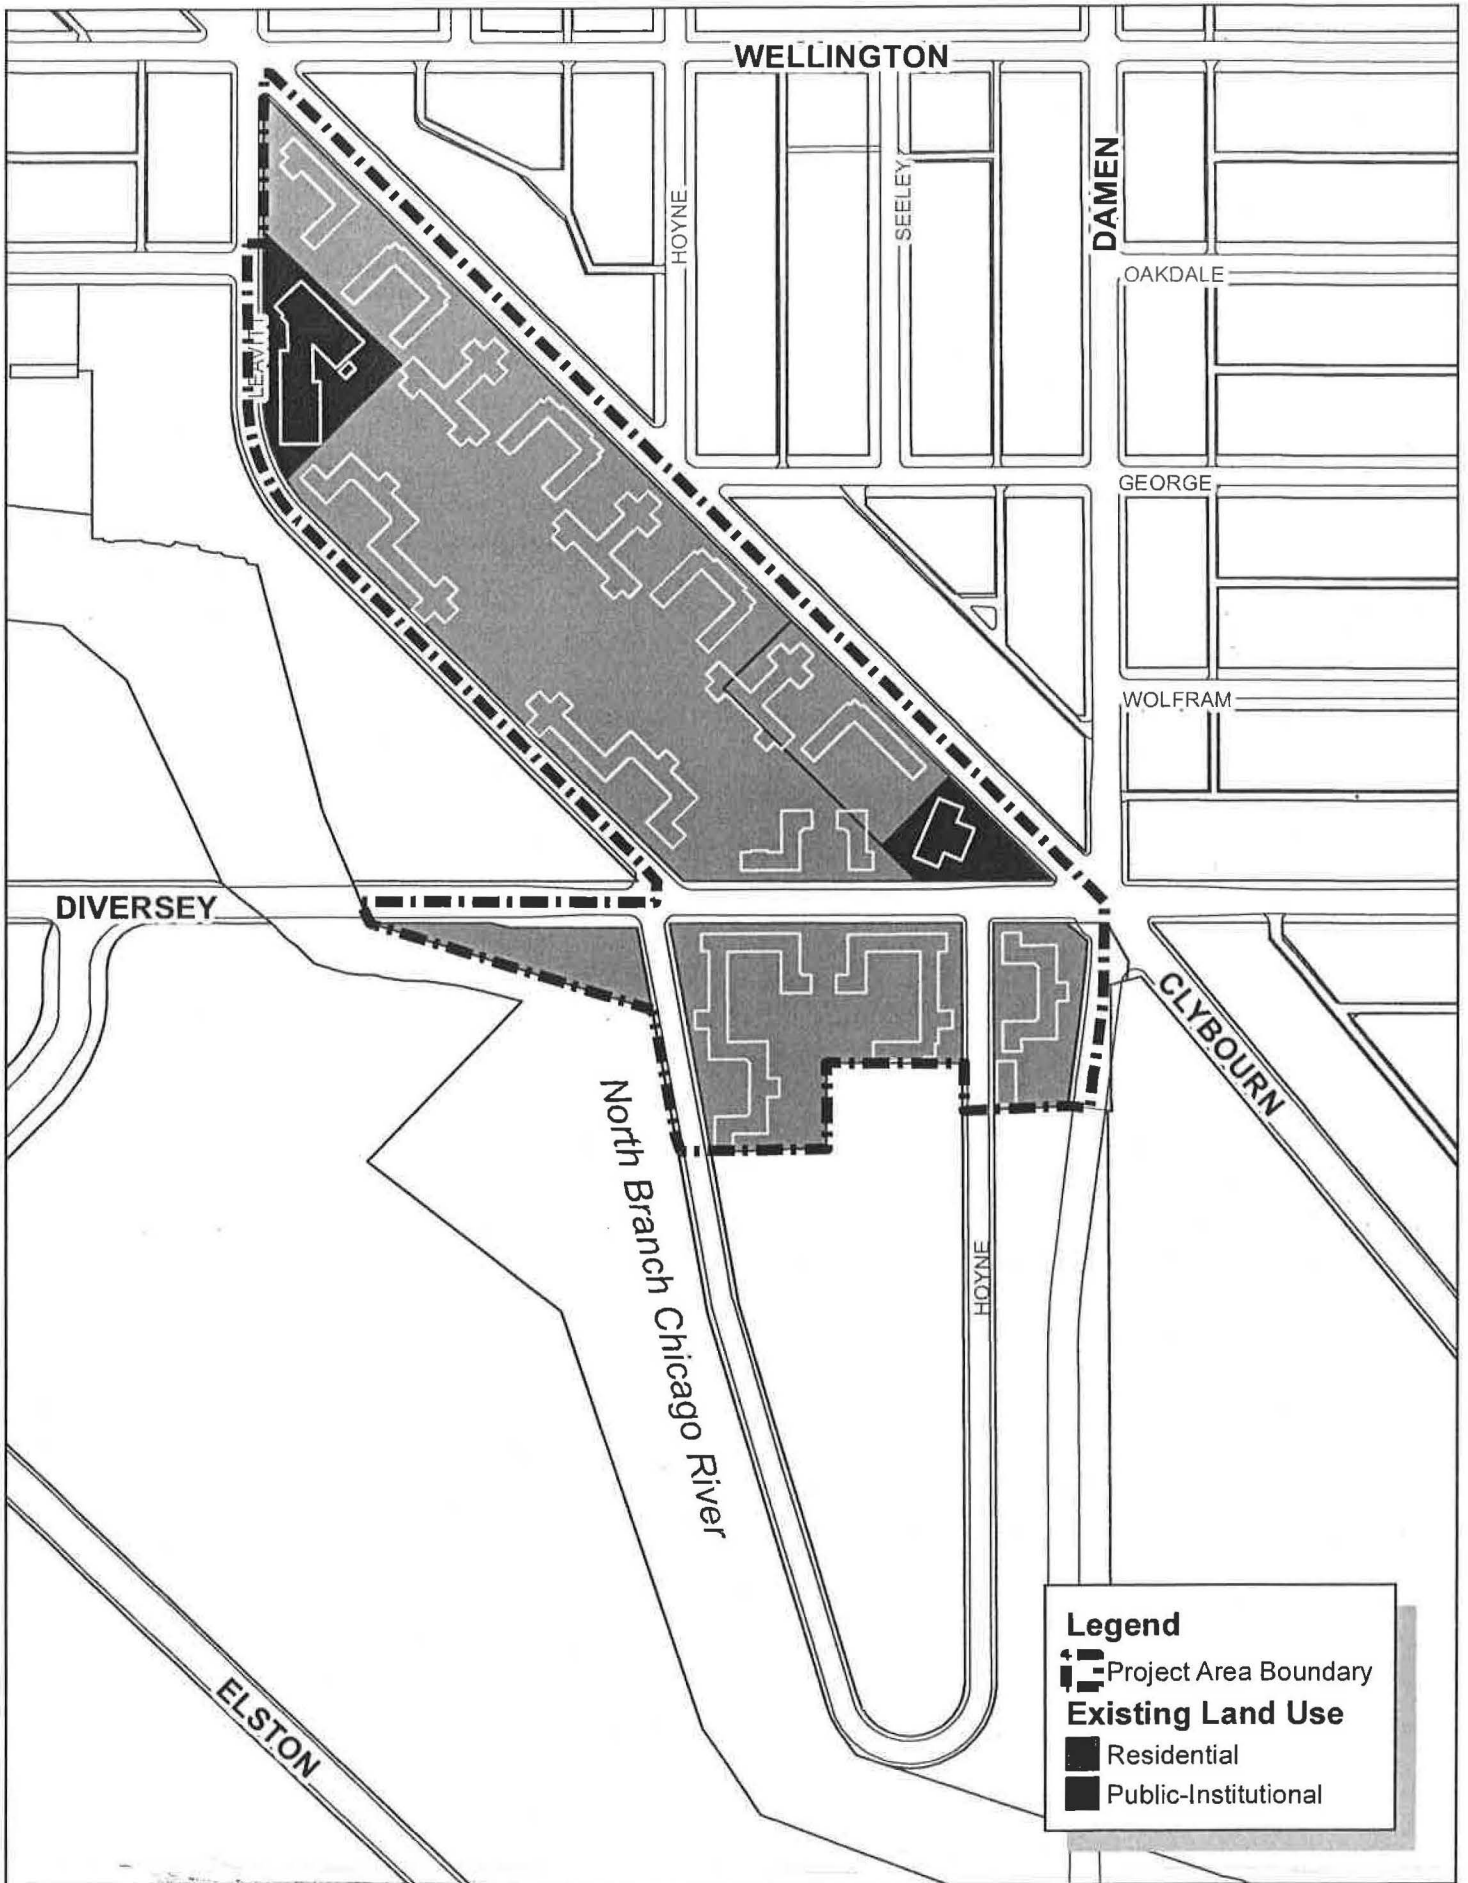 WELLINGTON
DAMEN
HOYNE
SEELEY
OAKDALE
LEAVITT
GEORGE
WOLFRAM
DIVERSEY
CLYBOURN
North Branch Chicago River
HOYNE
ELSTON
Legend
Project Area Boundary
Existing Land Use
Residential
Public-Institutional